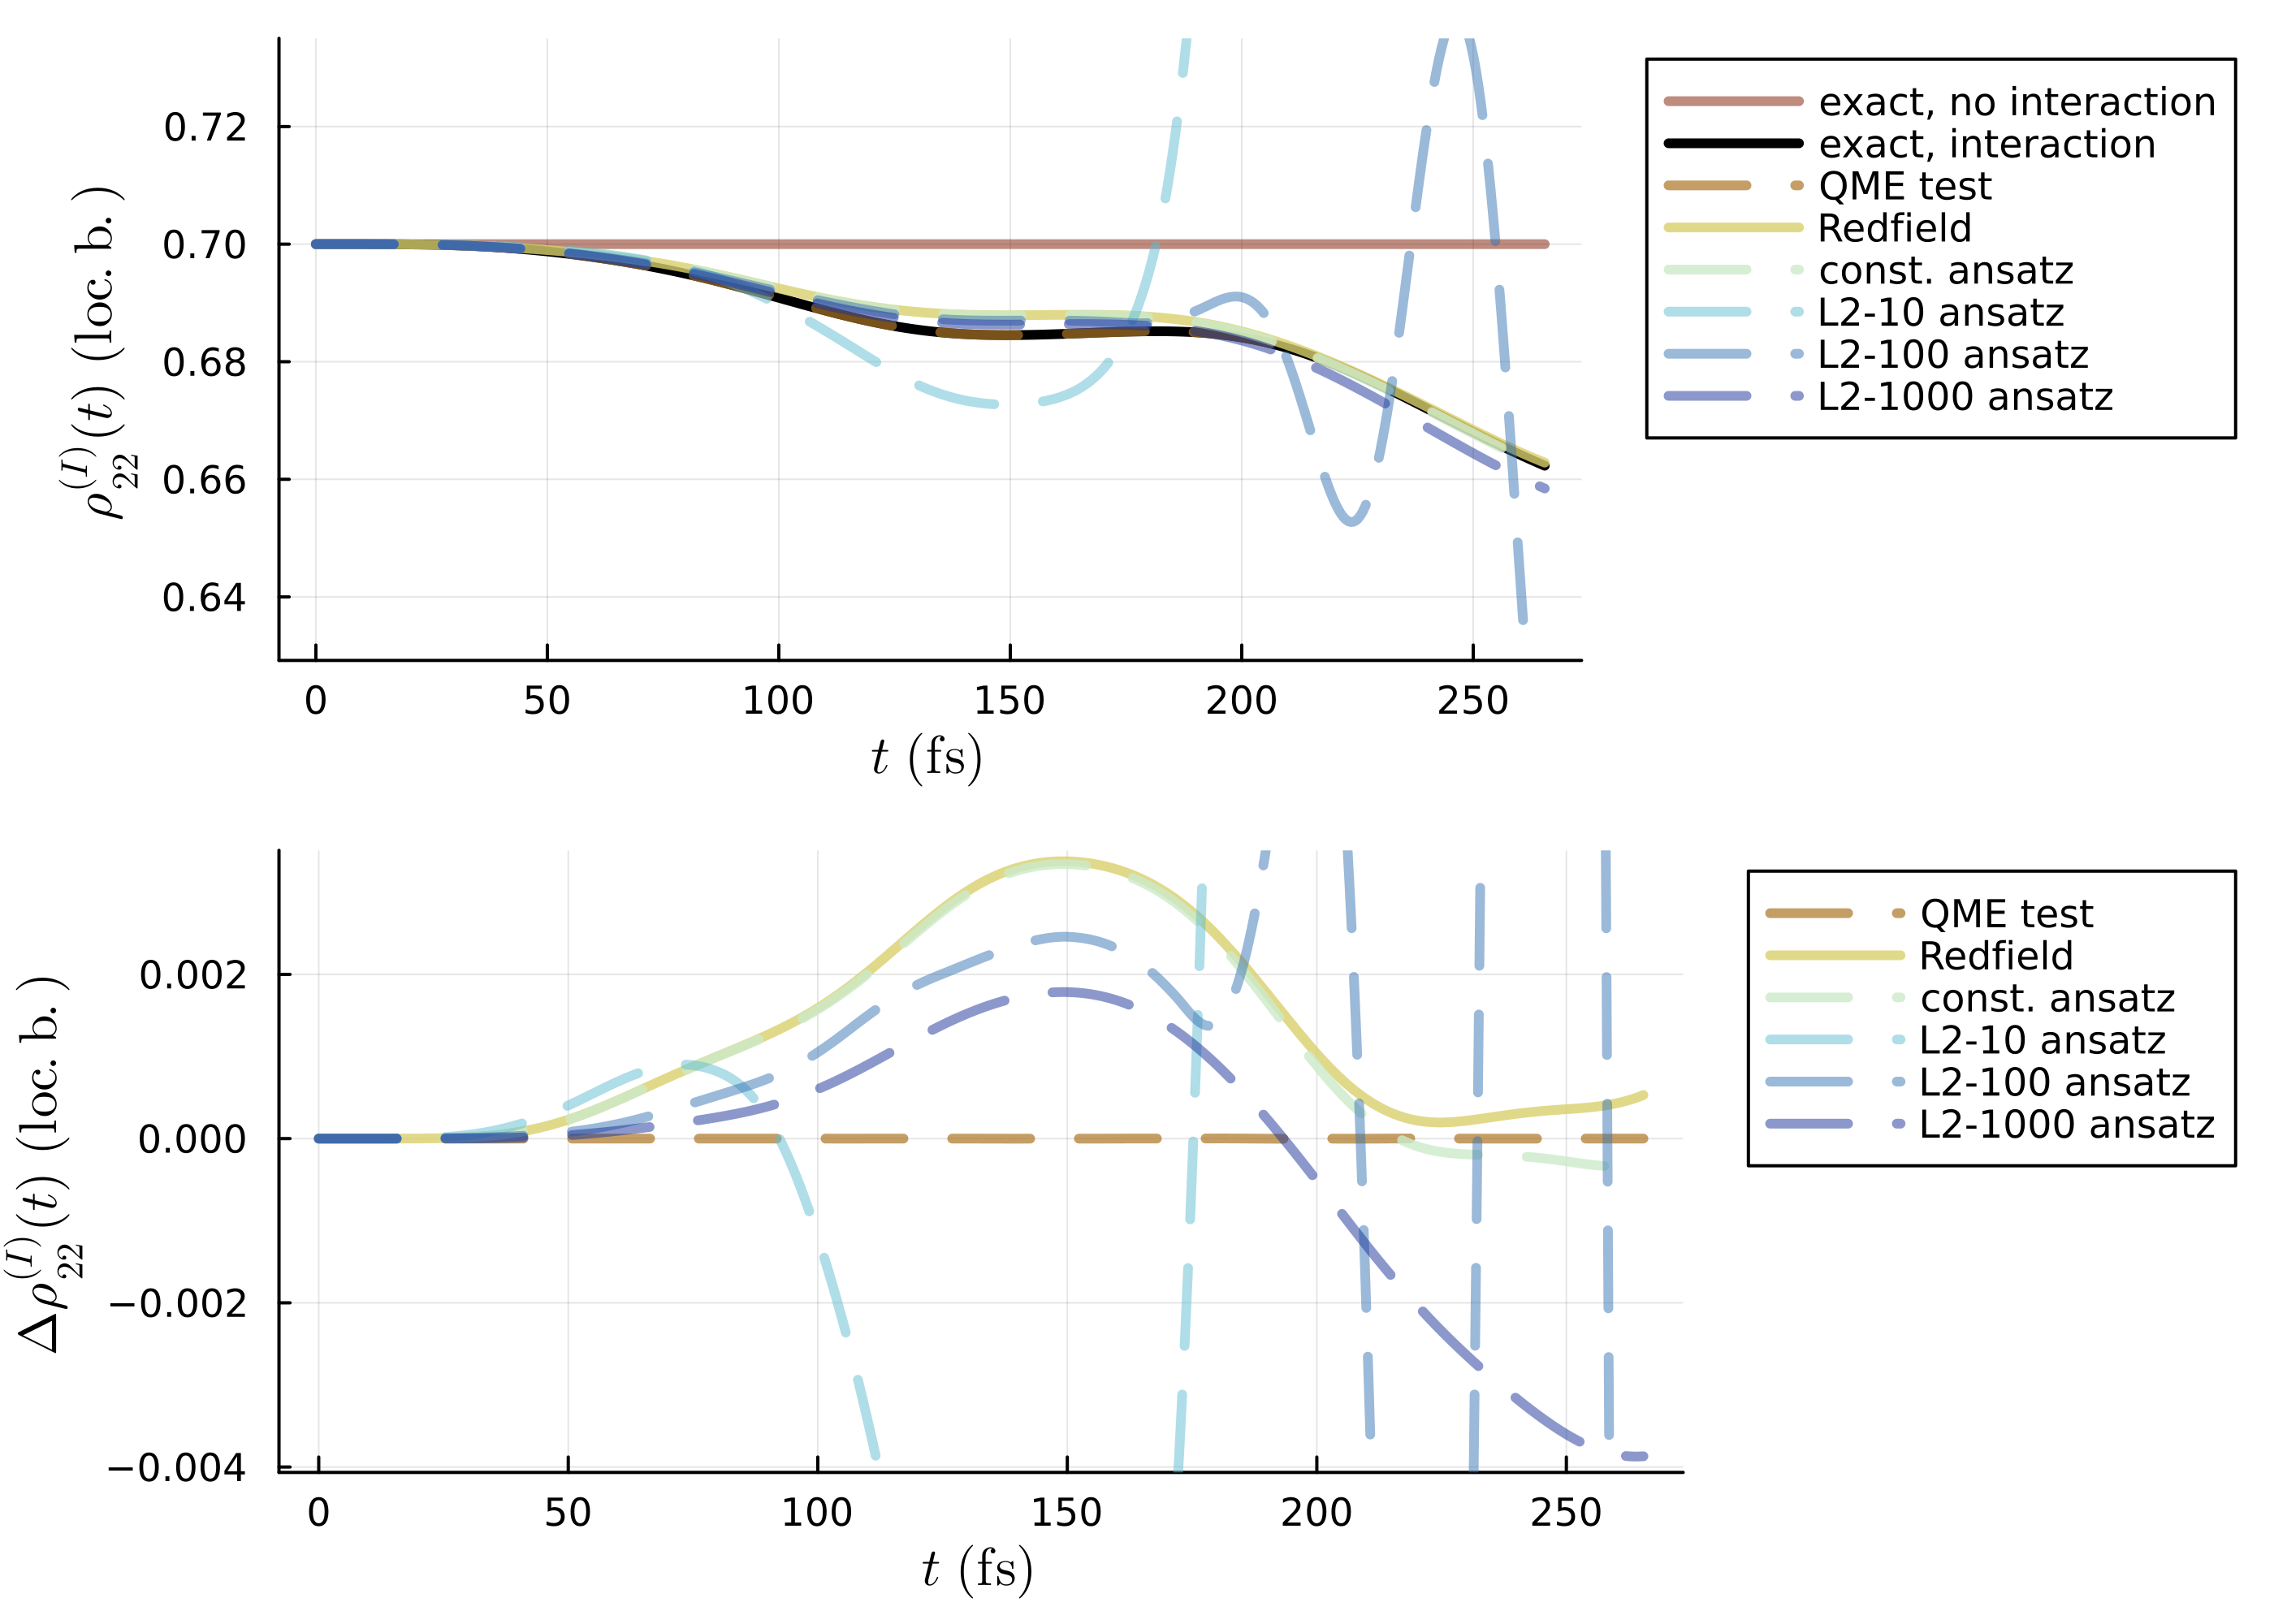 0.72
0.70
0.68
0.66
0.64
ρ₂₂⁽ᴵ⁾(t) (loc. b. )
0 50 100 150 200 250
t (fs)
exact, no interaction
exact, interaction
QME test
Redfield
const. ansatz
L2-10 ansatz
L2-100 ansatz
L2-1000 ansatz
0.002
0.000
−0.002
−0.004
Δρ₂₂⁽ᴵ⁾(t) (loc. b. )
0 50 100 150 200 250
t (fs)
QME test
Redfield
const. ansatz
L2-10 ansatz
L2-100 ansatz
L2-1000 ansatz